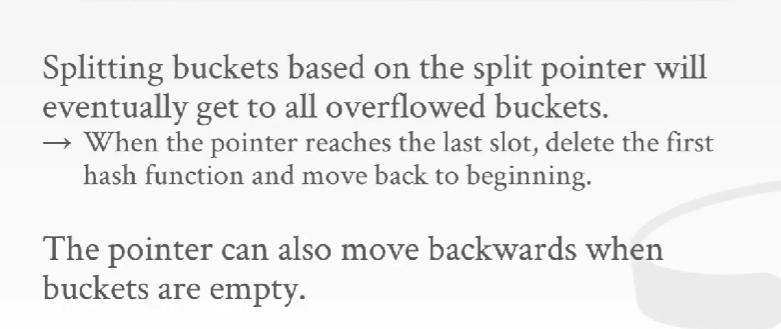 Splitting buckets based on the split pointer will
eventually get to all overflowed buckets.
→ When the pointer reaches the last slot, delete the first
hash function and move back to beginning.
The pointer can also move backwards when
buckets are empty.